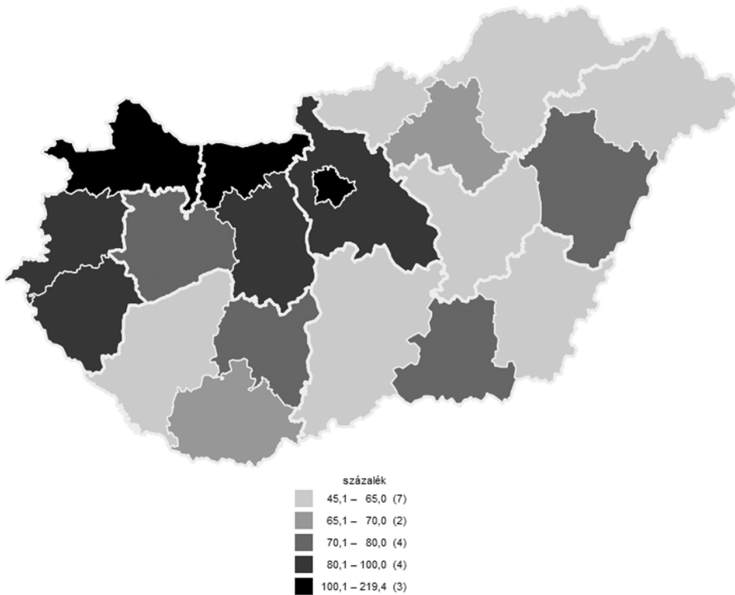 százalék
45,1 – 65,0 (7)
65,1 – 70,0 (2)
70,1 – 80,0 (4)
80,1 – 100,0 (4)
100,1 – 219,4 (3)